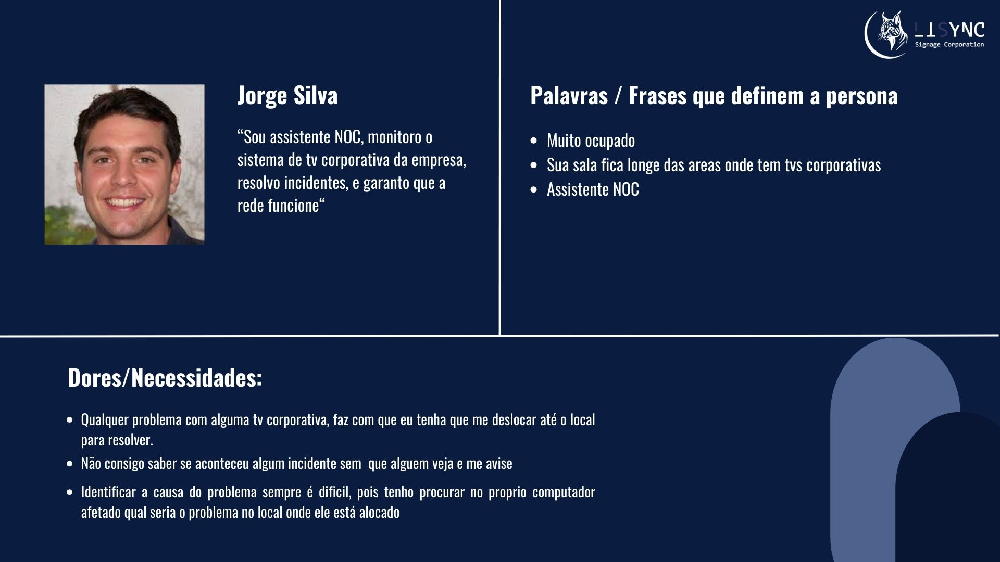 LISYNC
Signage Corporation
Jorge Silva
“Sou assistente NOC, monitoro o
sistema de tv corporativa da empresa,
resolvo incidentes, e garanto que a
rede funcione“
Palavras / Frases que definem a persona
• Muito ocupado
• Sua sala fica longe das areas onde tem tvs corporativas
• Assistente NOC
Dores/Necessidades:
• Qualquer problema com alguma tv corporativa, faz com que eu tenha que me deslocar até o local
para resolver.
• Não consigo saber se aconteceu algum incidente sem  que alguem veja e me avise
• Identificar a causa do problema sempre é dificil, pois tenho procurar no proprio computador
afetado qual seria o problema no local onde ele está alocado